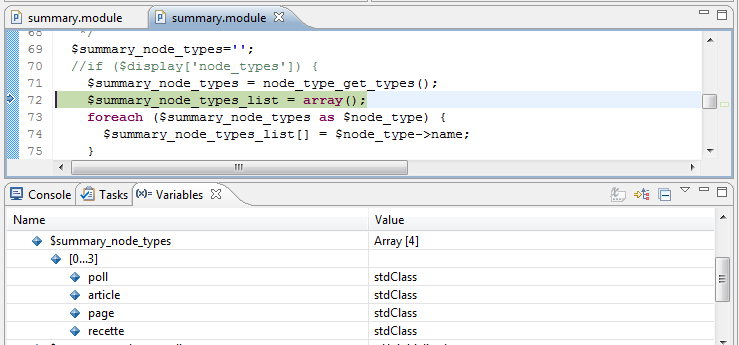 summary.module summary.module
68 */
69 $summary_node_types='';
70 //if ($display['node_types']) {
71 $summary_node_types = node_type_get_types();
72 $summary_node_types_list = array();
73 foreach ($summary_node_types as $node_type) {
74 $summary_node_types_list[] = $node_type->name;
75 }
Console Tasks (x)= Variables
Name Value
$summary_node_types Array [4]
[0...3]
poll stdClass
article stdClass
page stdClass
recette stdClass